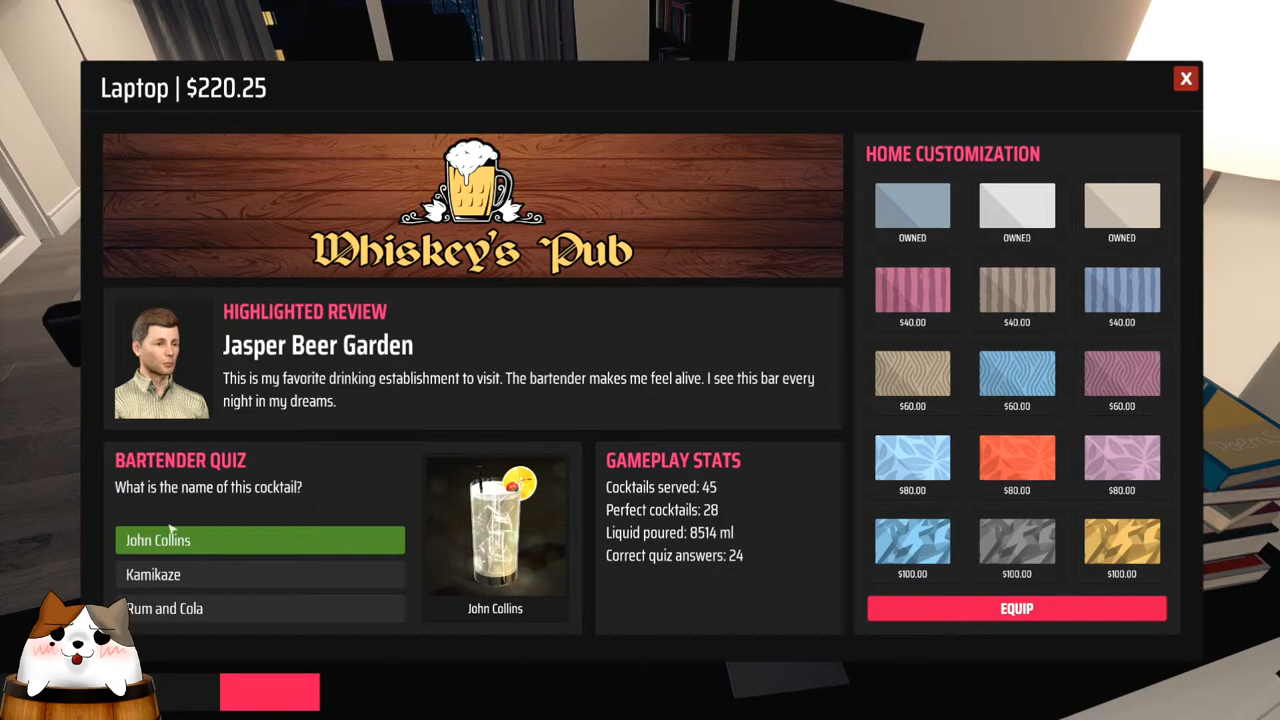 Laptop | $220.25
X
Whiskey's Pub
HIGHLIGHTED REVIEW
Jasper Beer Garden
This is my favorite drinking establishment to visit. The bartender makes me feel alive. I see this bar every
night in my dreams.
BARTENDER QUIZ
What is the name of this cocktail?
John Collins
Kamikaze
Rum and Cola
John Collins
GAMEPLAY STATS
Cocktails served: 45
Perfect cocktails: 28
Liquid poured: 8514 ml
Correct quiz answers: 24
HOME CUSTOMIZATION
OWNED OWNED OWNED
$40.00 $40.00 $40.00
$60.00 $60.00 $60.00
$80.00 $80.00 $80.00
$100.00 $100.00 $100.00
EQUIP